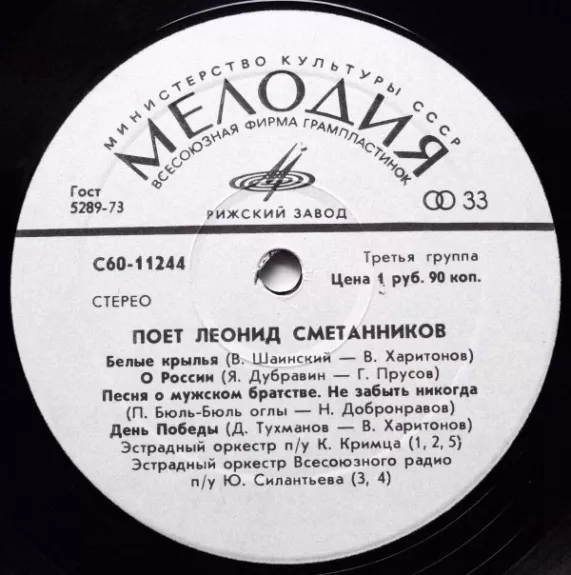 МИНИСТЕРСТВО КУЛЬТУРЫ СССР
МЕЛОДИЯ
ВСЕСОЮЗНАЯ ФИРМА ГРАМПЛАСТИНОК
Гост
5289-73
РИЖСКИЙ ЗАВОД
33
С60-11244
Третья группа
Цена 1 руб. 90 коп.
СТЕРЕО
ПОЕТ ЛЕОНИД СМЕТАННИКОВ
Белые крылья (В. Шаинский — В. Харитонов)
О России (Я. Дубравин — Г. Прусов)
Песня о мужском братстве. Не забыть никогда
(П. Бюль-Бюль оглы — Н. Добронравов)
День Победы (Д. Тухманов — В. Харитонов)
Эстрадный оркестр п/у К. Кримца (1, 2, 5)
Эстрадный оркестр Всесоюзного радио
п/у Ю. Силантьева (3, 4)